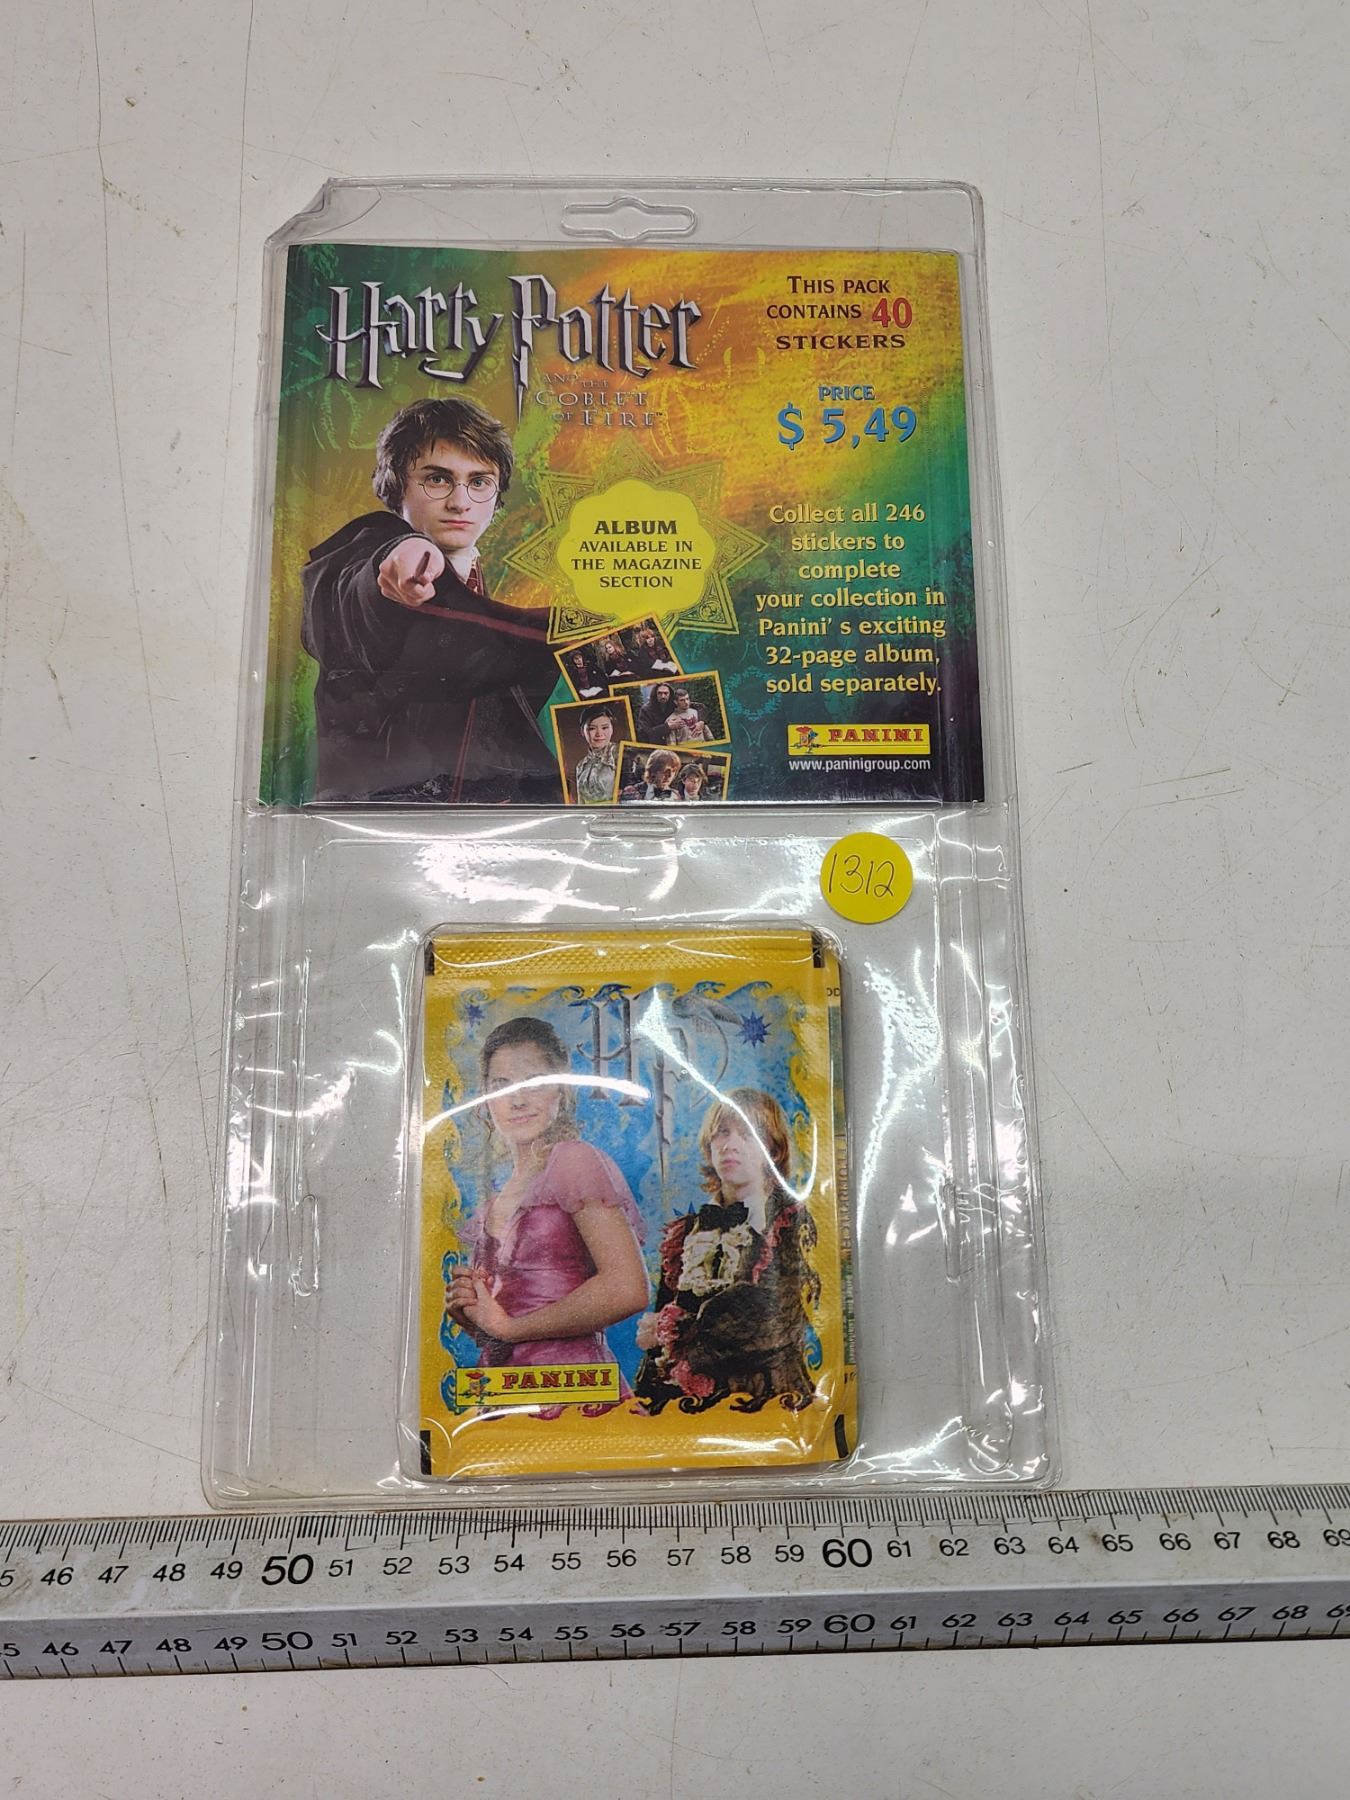 Harry Potter
AND THE
GOBLET
OF FIRE™
THIS PACK
CONTAINS 40
STICKERS
PRICE
$ 5,49
ALBUM
AVAILABLE IN
THE MAGAZINE
SECTION
Collect all 246
stickers to
complete
your collection in
Panini' s exciting
32-page album,
sold separately.
PANINI
www.paninigroup.com
1312
HP
PANINI
46 47 48 49 50 51 52 53 54 55 56 57 58 59 60 61 62 63 64 65 66 67 68 69
46 47 48 49 50 51 52 53 54 55 56 57 58 59 60 61 62 63 64 65 66 67 68